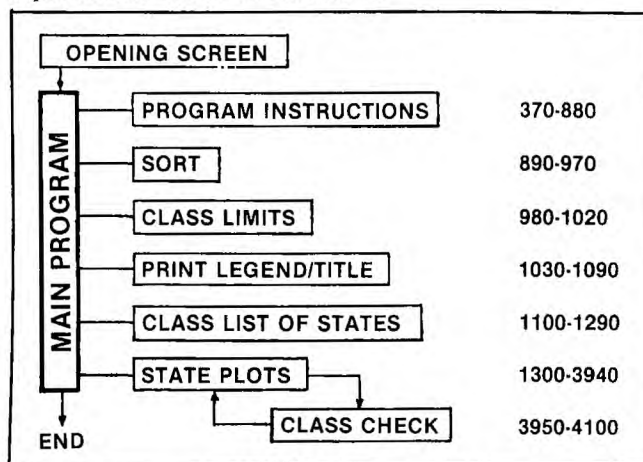 OPENING SCREEN
MAIN PROGRAM
PROGRAM INSTRUCTIONS 370-880
SORT 890-970
CLASS LIMITS 980-1020
PRINT LEGEND/TITLE 1030-1090
CLASS LIST OF STATES 1100-1290
STATE PLOTS 1300-3940
CLASS CHECK 3950-4100
END